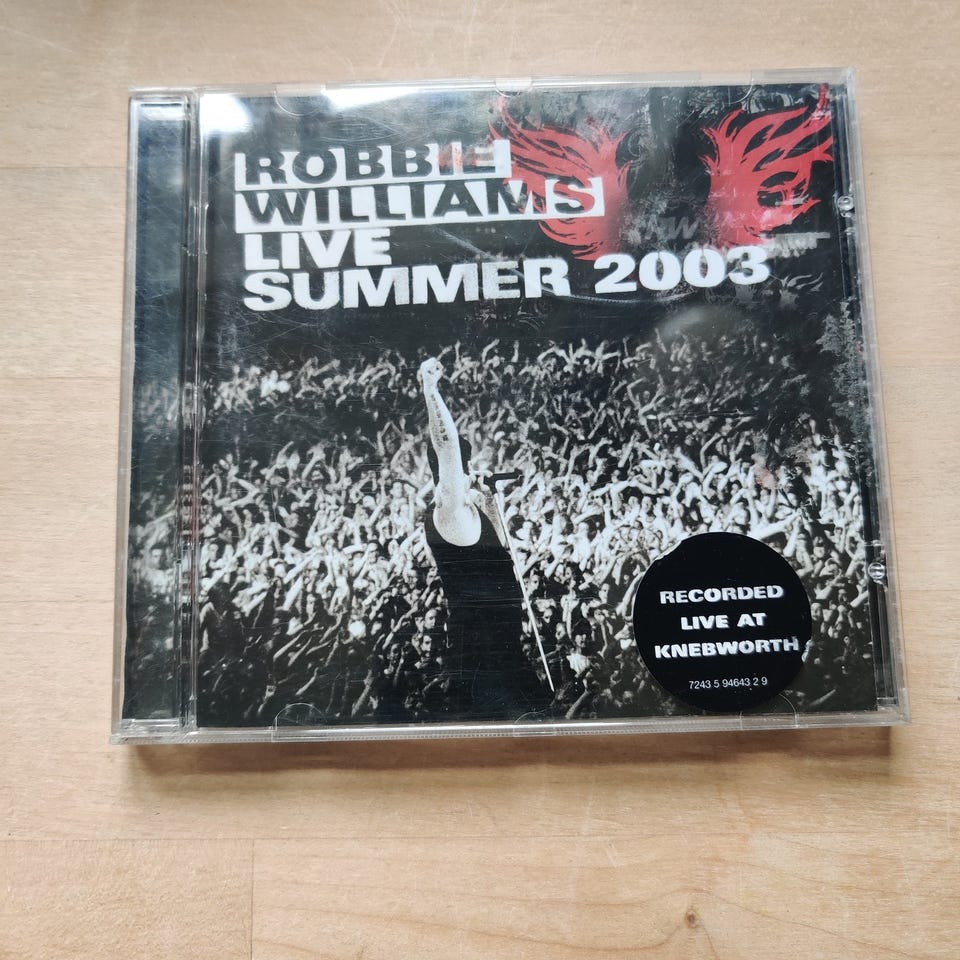 ROBBIE
WILLIAMS
LIVE
SUMMER 2003
RECORDED
LIVE AT
KNEBWORTH
7243 5 94643 2 9